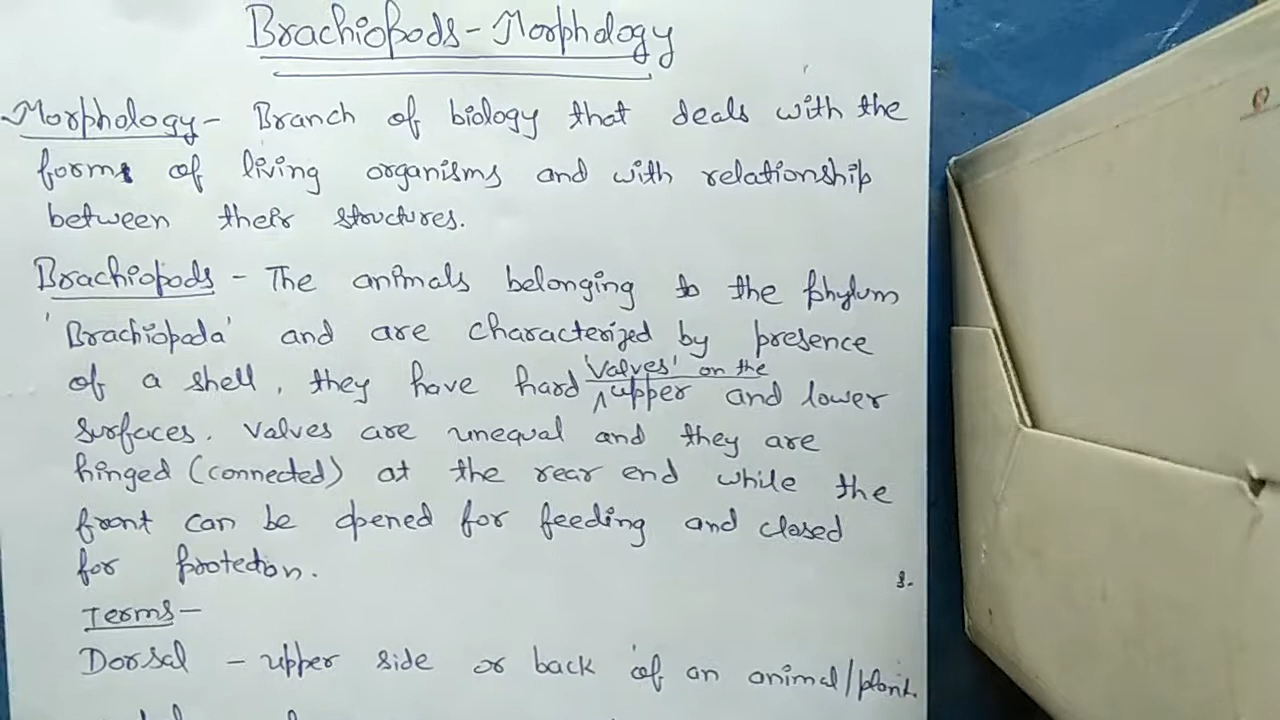 Brachiopods - Morphology
Morphology - Branch of biology that deals with the
forms of living organisms and with relationship
between their structures.
Brachiopods - The animals belonging to the phylum
'Brachiopoda' and are characterized by presence
of a shell, they have hard 'valves' on the upper and lower
surfaces. Valves are unequal and they are
hinged (connected) at the rear end while the
front can be opened for feeding and closed
for protection.
Terms -
Dorsal - upper side or back of an animal/plant.